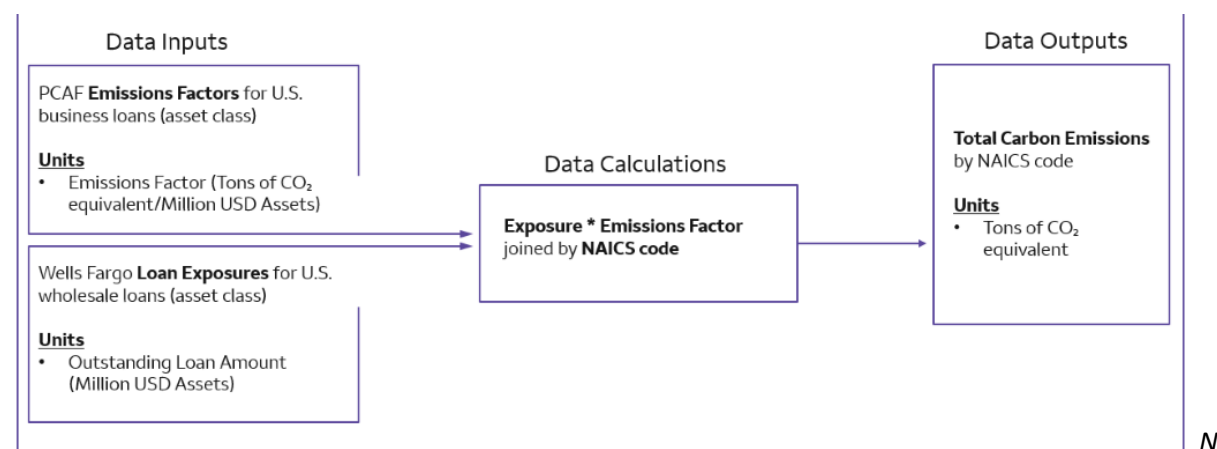 Data Inputs
PCAF Emissions Factors for U.S.
business loans (asset class)
Units
• Emissions Factor (Tons of CO₂
equivalent/Million USD Assets)
Wells Fargo Loan Exposures for U.S.
wholesale loans (asset class)
Units
• Outstanding Loan Amount
(Million USD Assets)
Data Calculations
Exposure * Emissions Factor
joined by NAICS code
Data Outputs
Total Carbon Emissions
by NAICS code
Units
• Tons of CO₂
equivalent
N